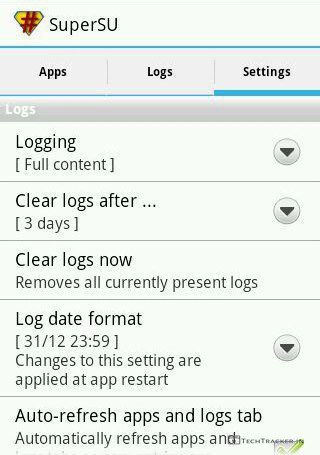 SuperSU
Apps
Logs
Settings
Logs
Logging
[ Full content ]
Clear logs after ...
[ 3 days ]
Clear logs now
Removes all currently present logs
Log date format
[ 31/12 23:59 ]
Changes to this setting are
applied at app restart
Auto-refresh apps and logs tab
Automatically refresh apps and
TECHTRACKER.IN